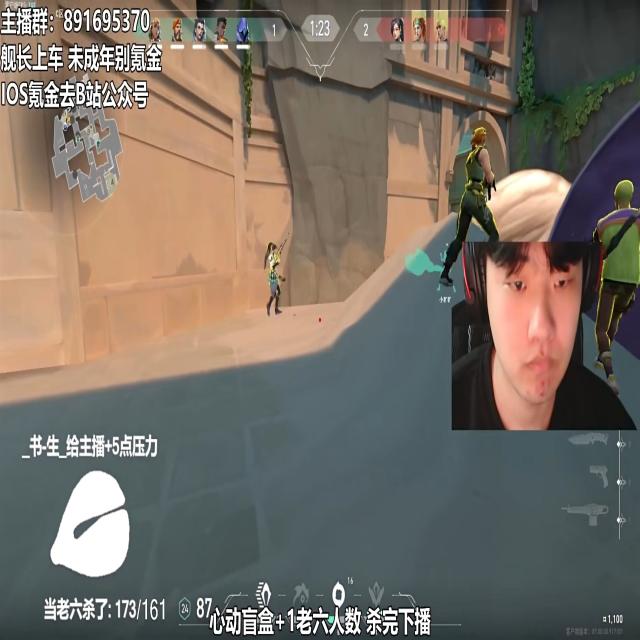 主播群：891695370
舰长上车 未成年别氪金
IOS氪金去B站公众号
1
1:23
2
_书-生_给主播+5点压力
当老六杀了: 173/161
24
87
16
心动盲盒+1老六人数 杀完下播
1,100